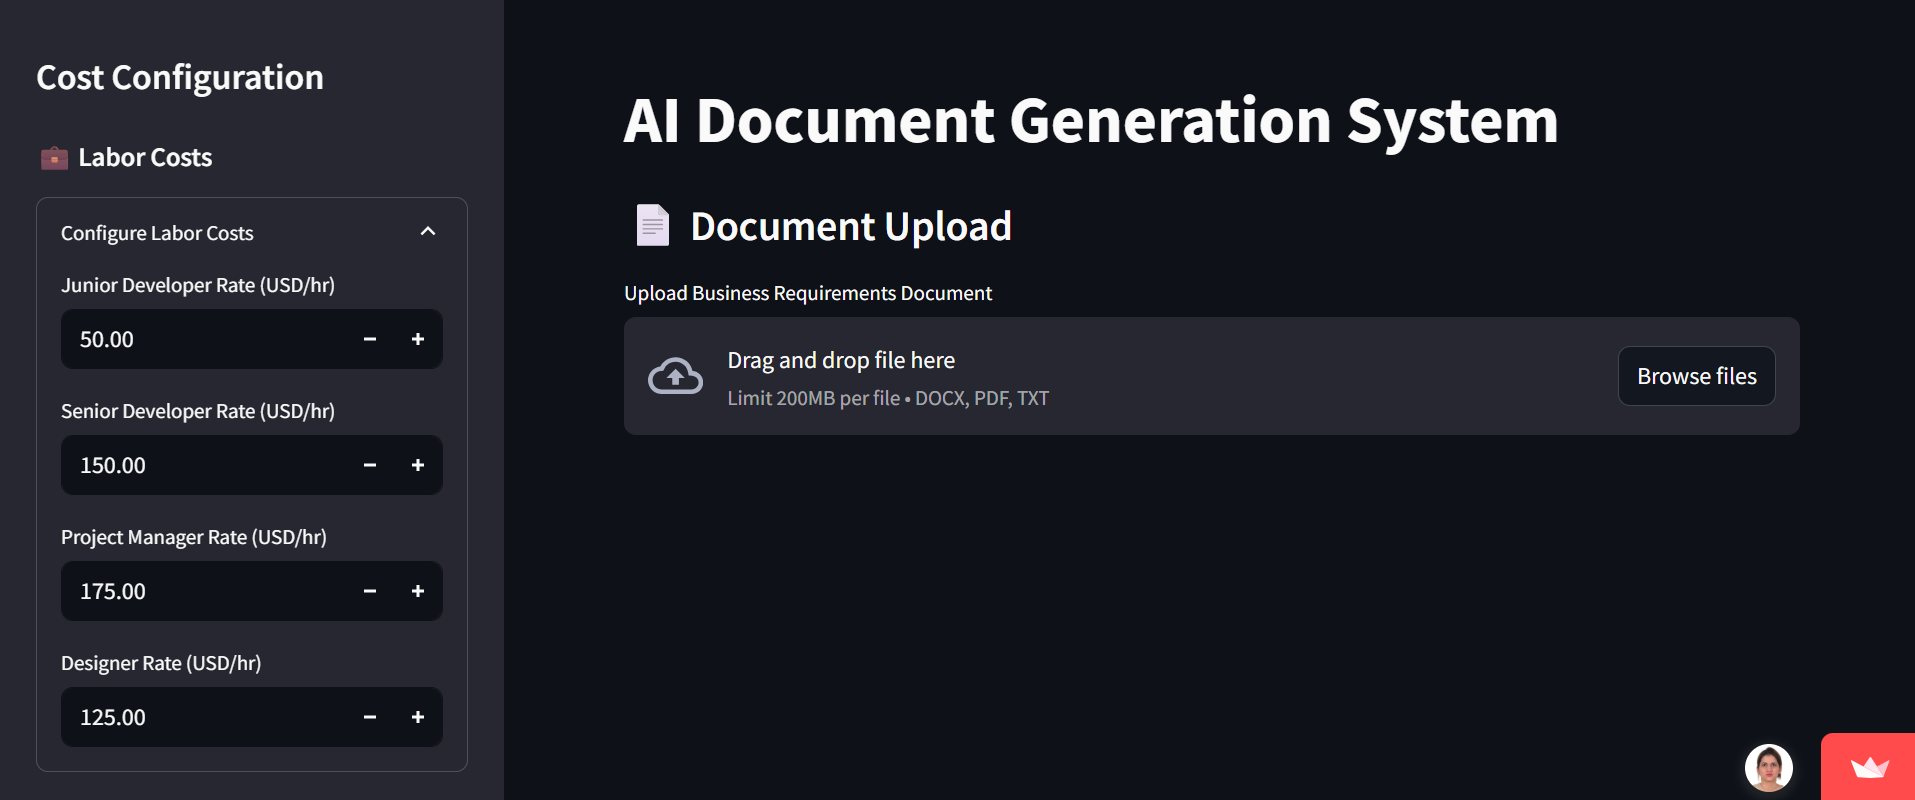 Cost Configuration
Labor Costs
Configure Labor Costs
Junior Developer Rate (USD/hr)
50.00
Senior Developer Rate (USD/hr)
150.00
Project Manager Rate (USD/hr)
175.00
Designer Rate (USD/hr)
125.00
AI Document Generation System
Document Upload
Upload Business Requirements Document
Drag and drop file here
Limit 200MB per file • DOCX, PDF, TXT
Browse files